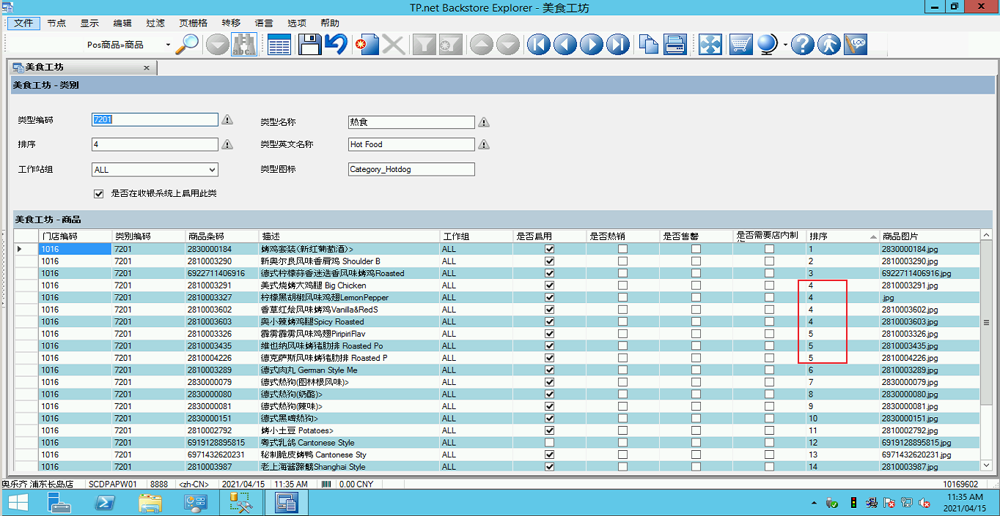 TP.net Backstore Explorer - 美食工坊
文件 节点 显示 编辑 过滤 页栅格 转移 语言 选项 帮助
Pos商品»商品
abc
LOG
美食工坊 x
美食工坊 - 类别
类型编码 7201 类型名称 热食
排序 4 类型英文名称 Hot Food
工作站组 ALL 类型图标 Category_Hotdog
是否在收银系统上启用此类
美食工坊 - 商品
门店编码 类别编码 商品条码 描述 工作组 是否启用 是否热销 是否售罄 是否需要店内制 排序 商品图片
1016 7201 2830000184 烤鸡套装(新红葡萄酒)> ALL 1 2830000184.jpg
1016 7201 2810003290 新奥尔良风味香肩鸡 Shoulder B ALL 2 2810003290.jpg
1016 7201 6922711406916 德式柠檬蒜香迷迭香风味烤鸡Roasted ALL 3 6922711406916.jpg
1016 7201 2810003291 美式烧烤大鸡腿 Big Chicken ALL 4 2810003291.jpg
1016 7201 2810003327 柠檬黑胡椒风味鸡翅LemonPepper ALL 4 .jpg
1016 7201 2810003602 香草红烩风味烤鸡Vanilla&RedS ALL 4 2810003602.jpg
1016 7201 2810003603 奥小辣烤鸡腿Spicy Roasted ALL 4 2810003603.jpg
1016 7201 2810003326 霹雳霹雳风味鸡翅PiripiriFlav ALL 5 2810003326.jpg
1016 7201 2810003435 维也纳风味烤猪肋排 Roasted Po ALL 5 2810003435.jpg
1016 7201 2810004226 德克萨斯风味烤猪肋排 Roasted P ALL 5 2810004226.jpg
1016 7201 2810003289 德式肉丸 German Style Me ALL 6 2810003289.jpg
1016 7201 2830000079 德式热狗(图林根风味)> ALL 7 2830000079.jpg
1016 7201 2830000080 德式热狗(奶酪)> ALL 8 2830000080.jpg
1016 7201 2830000081 德式热狗(辣味)> ALL 9 2830000081.jpg
1016 7201 2830000151 德式黑啤热狗> ALL 10 2830000151.jpg
1016 7201 2810002792 烤小土豆 Potatoes> ALL 11 2810002792.jpg
1016 7201 6919128895815 粤式乳鸽 Cantonese Style ALL 12 6919128895815.jpg
1016 7201 6971432620231 秘制脆皮烤鸭 Cantonese Sty ALL 13 6971432620231.jpg
1016 7201 2810003987 老上海酱蹄髈Shanghai Style ALL 14 2810003987.jpg
奥乐齐 浦东长岛店 SCDPAPW01 8888 <zh-CN> 2021/04/15 11:35 AM 0.00 CNY 10169602
11:35 AM
2021/04/15